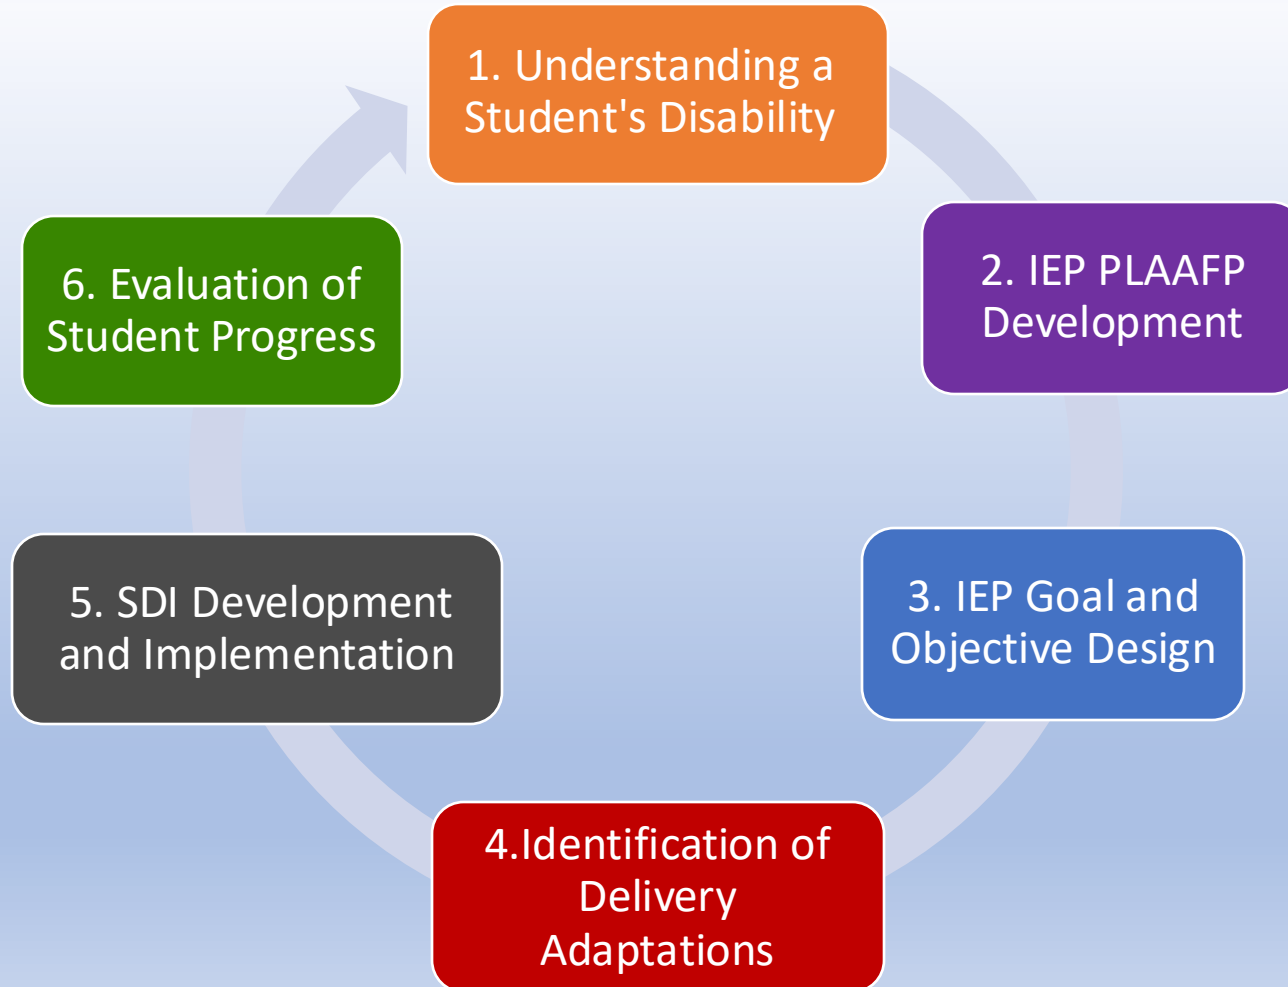 1. Understanding a
Student's Disability
2. IEP PLAAFP
Development
3. IEP Goal and
Objective Design
4.Identification of
Delivery
Adaptations
5. SDI Development
and Implementation
6. Evaluation of
Student Progress